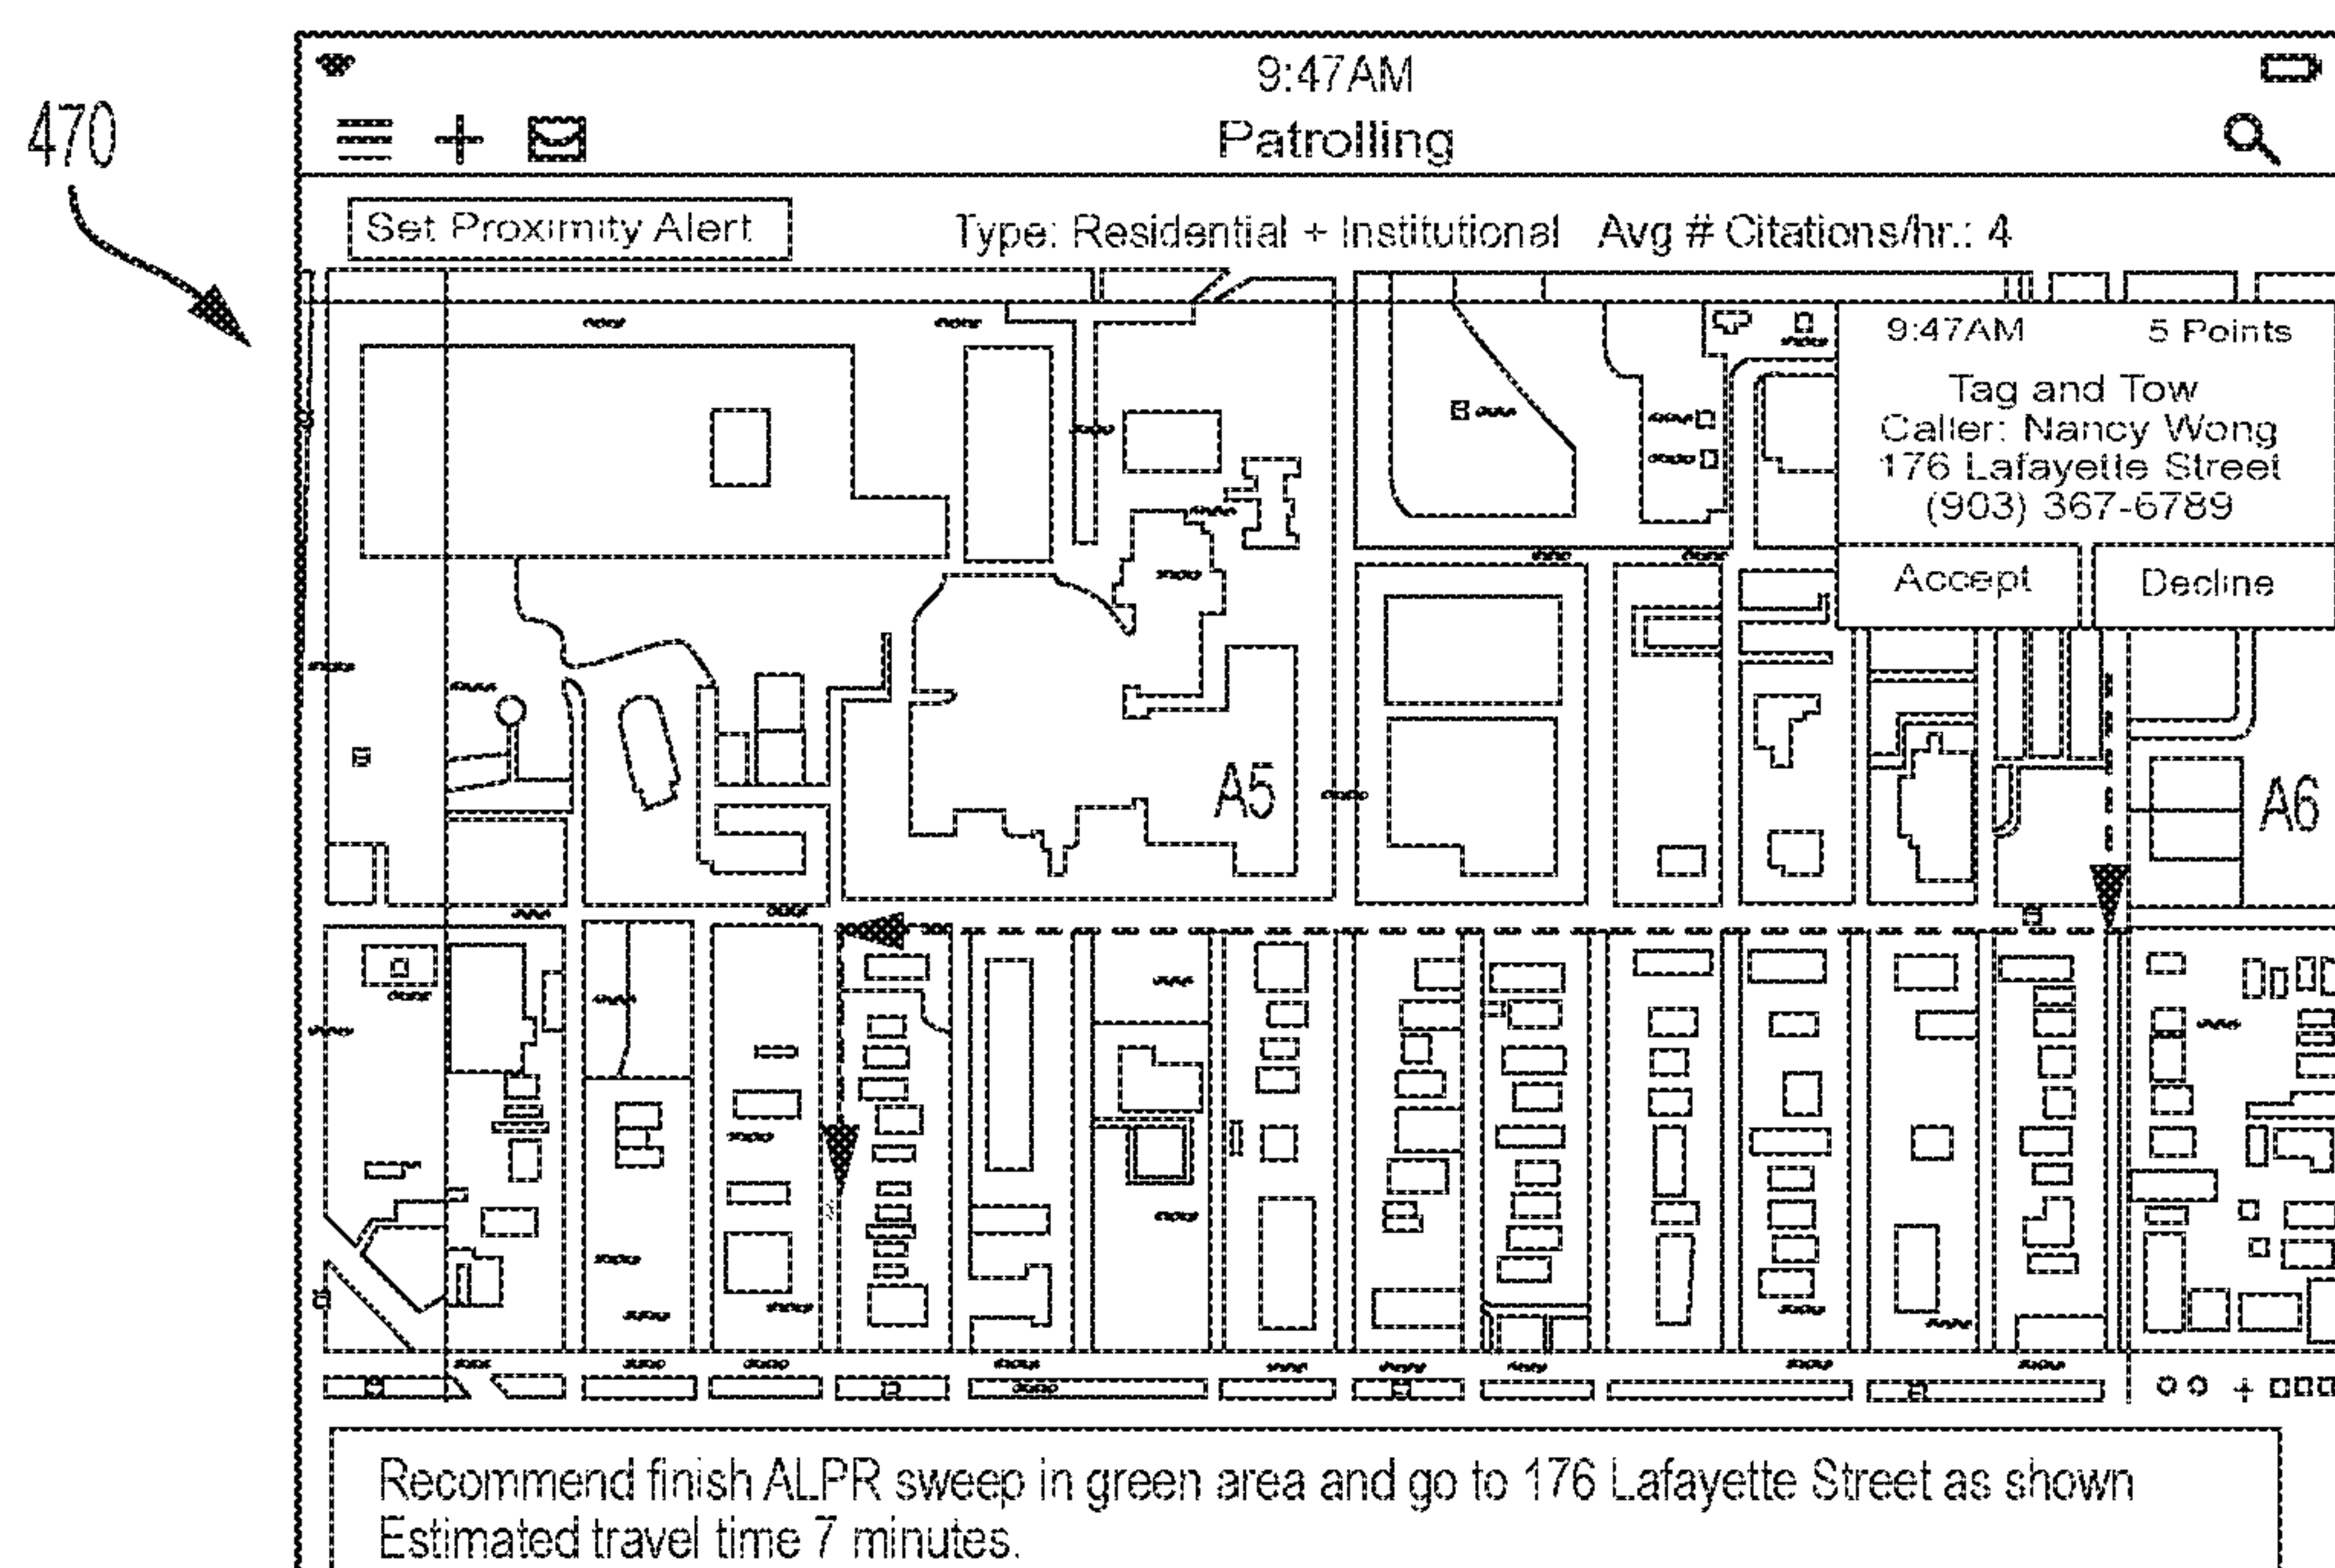 470
9:47AM
Patrolling
Set Proximity Alert
Type: Residential + Institutional Avg # Citations/hr.: 4
9:47AM 5 Points
Tag and Tow
Caller: Nancy Wong
176 Lafayette Street
(903) 367-6789
Accept Decline
A5
A6
Recommend finish ALPR sweep in green area and go to 176 Lafayette Street as shown
Estimated travel time 7 minutes.